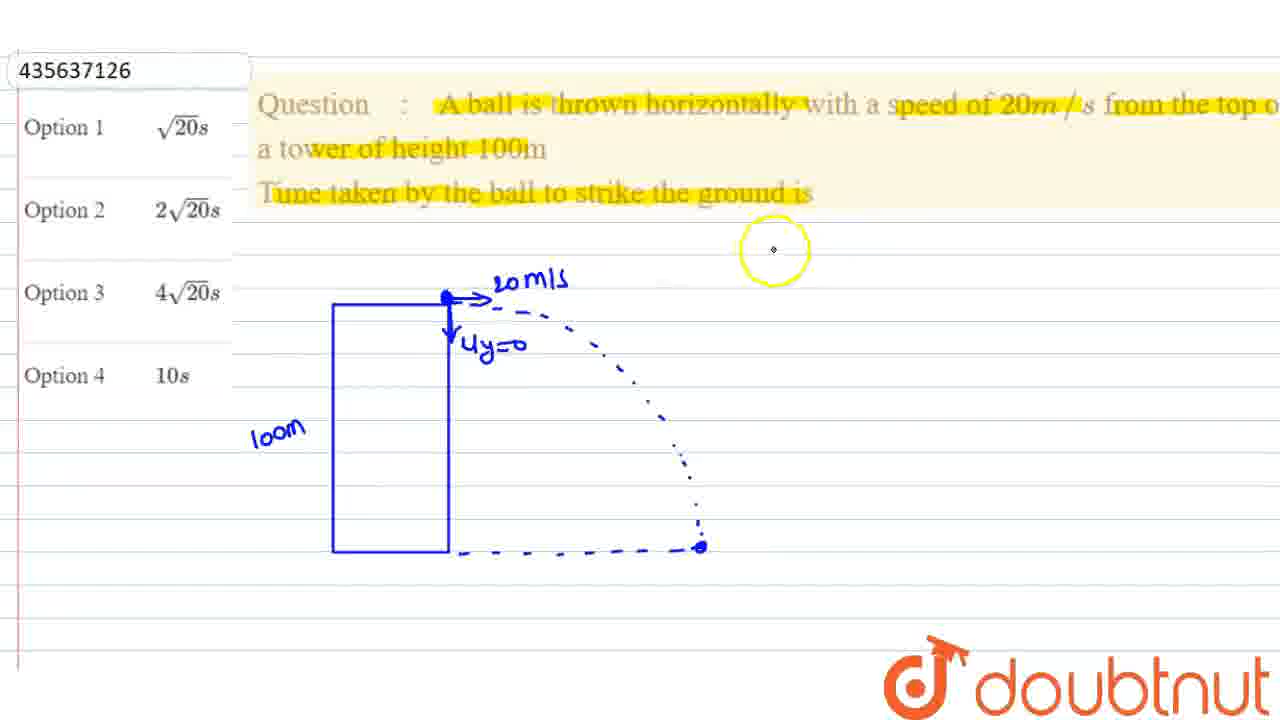 435637126
Question : A ball is thrown horizontally with a speed of 20m/s from the top o
a tower of height 100m
Time taken by the ball to strike the ground is
Option 1 √20s
Option 2 2√20s
Option 3 4√20s
Option 4 10s
20m/s
uy=0
100m
doubtnut